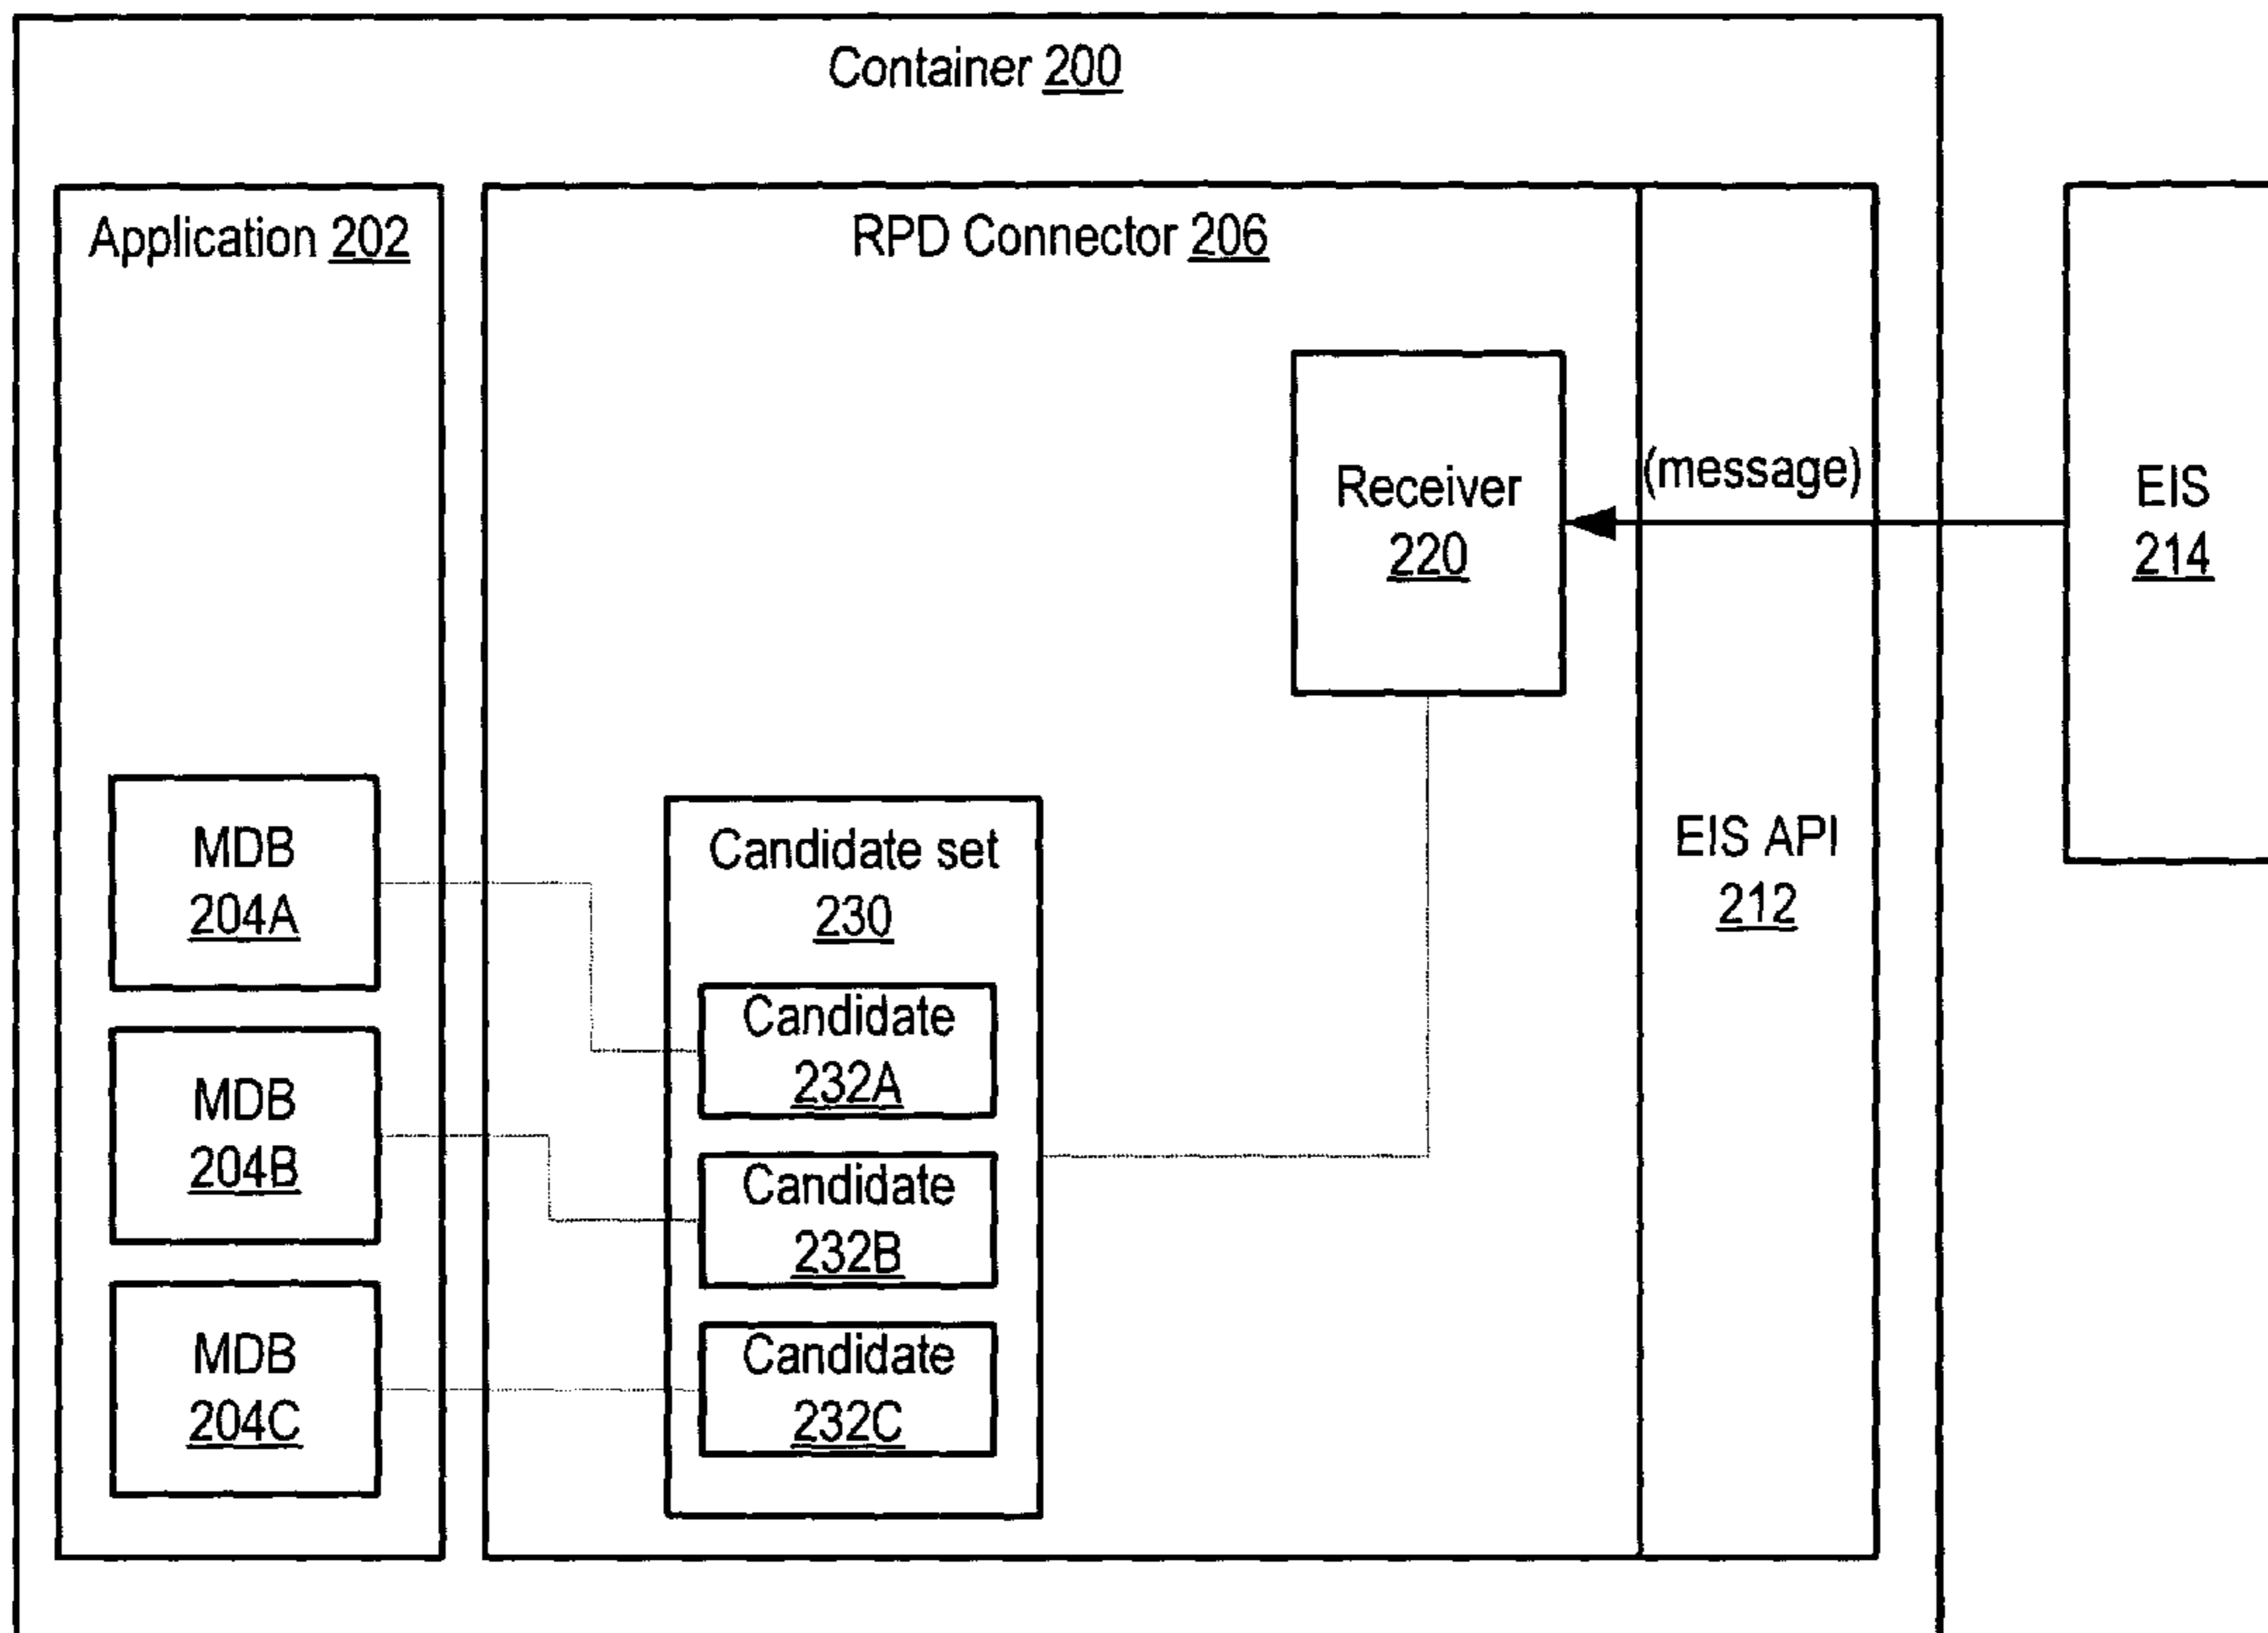 Container 200
Application 202
RPD Connector 206
Receiver
220
(message)
EIS
214
MDB
204A
MDB
204B
MDB
204C
Candidate set
230
Candidate
232A
Candidate
232B
Candidate
232C
EIS API
212